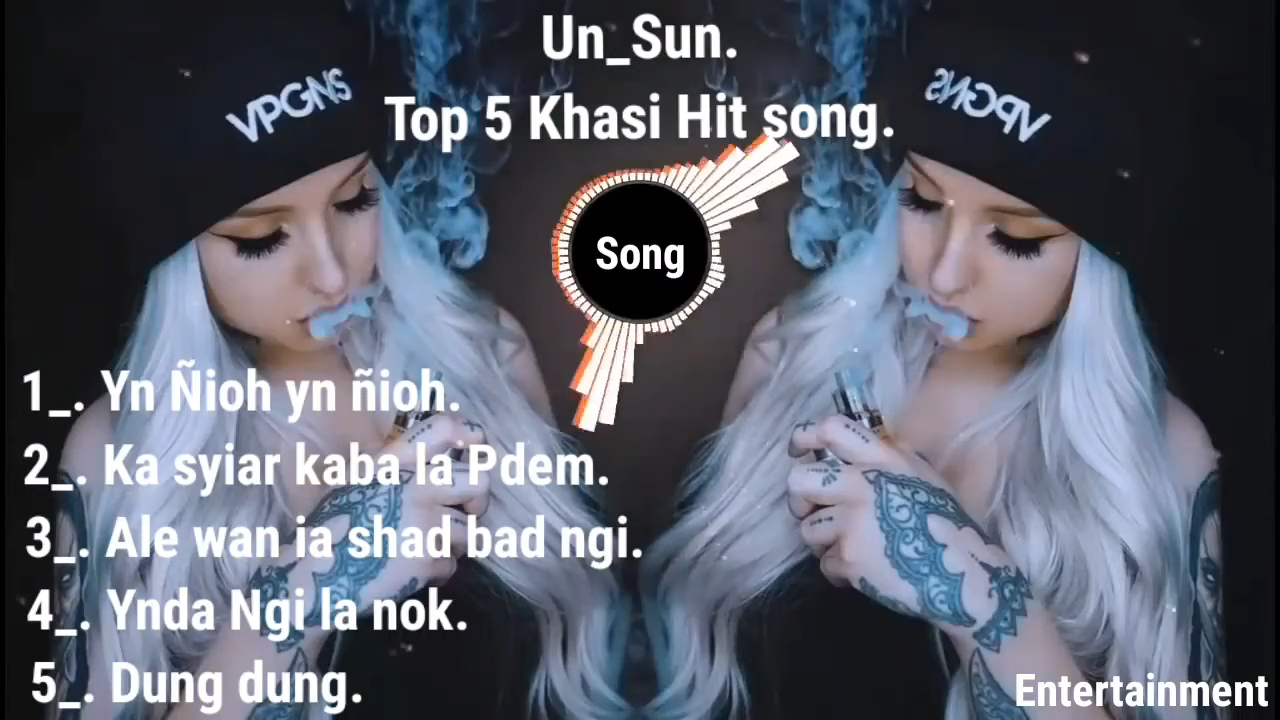 Un_Sun.
Top 5 Khasi Hit song.
VPGNS
VPGNS
Song
1_. Yn Ñioh yn ñioh.
2_. Ka syiar kaba la Pdem.
3_. Ale wan ia shad bad ngi.
4_. Ynda Ngi la nok.
5_. Dung dung.
Entertainment